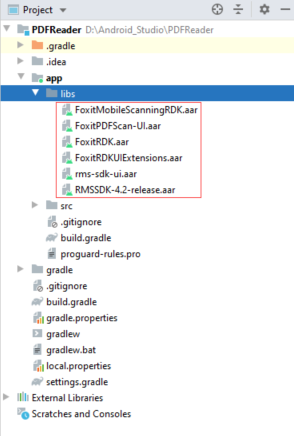 Project
PDFReader D:\Android_Studio\PDFReader
.gradle
.idea
app
libs
FoxitMobileScanningRDK.aar
FoxitPDFScan-UI.aar
FoxitRDK.aar
FoxitRDKUIExtensions.aar
rms-sdk-ui.aar
RMSSDK-4.2-release.aar
src
.gitignore
build.gradle
proguard-rules.pro
gradle
.gitignore
build.gradle
gradle.properties
gradlew
gradlew.bat
local.properties
settings.gradle
External Libraries
Scratches and Consoles